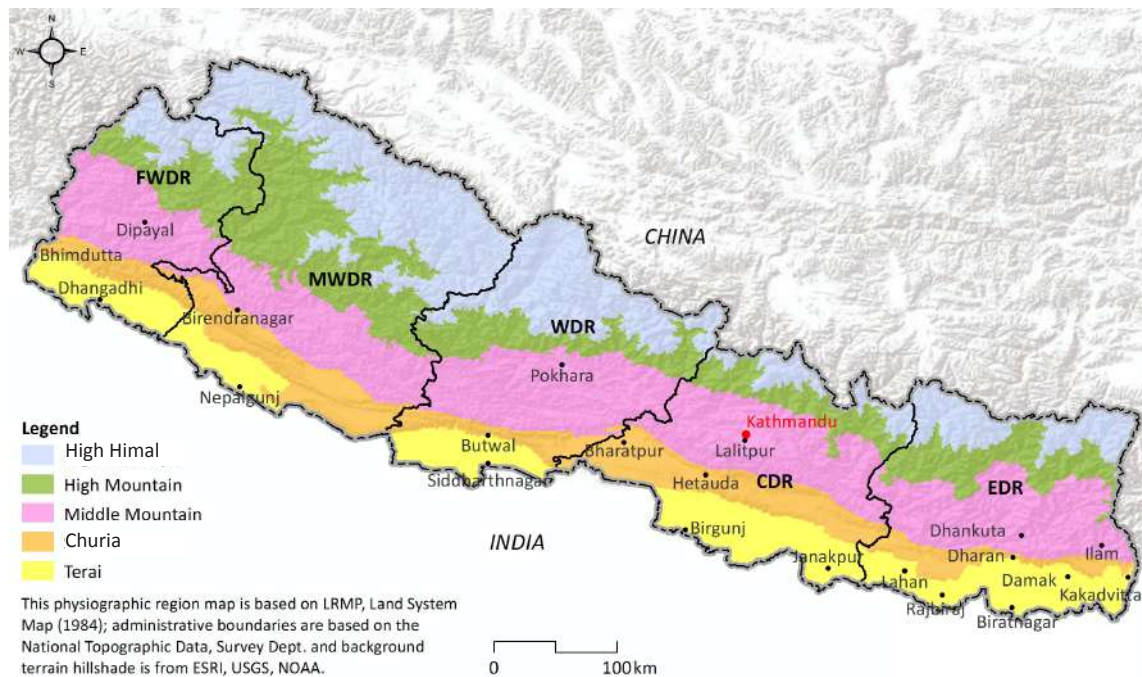 N
W
E
S
FWDR
Dipayal
CHINA
Bhimdutta
Dhangadhi
MWDR
Birendranagar
WDR
Pokhara
Nepalgunj
Kathmandu
Lalitpur
Butwal
Bharatpur
Siddharthnagar
Hetauda
CDR
EDR
Dhankuta
Birgunj
INDIA
Janakpur
Dharan
Ilam
Lahan
Damak
Kakadvitta
Rajbiraj
Biratnagar
Legend
High Himal
High Mountain
Middle Mountain
Churia
Terai
This physiographic region map is based on LRMP, Land System
Map (1984); administrative boundaries are based on the
National Topographic Data, Survey Dept. and background
terrain hillshade is from ESRI, USGS, NOAA.
0 100km